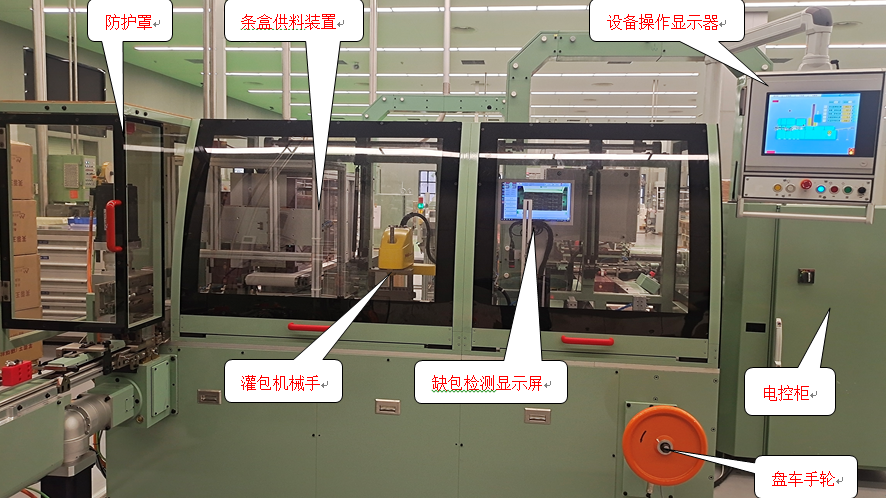 防护罩
条盒供料装置
设备操作显示器
灌包机械手
缺包检测显示屏
电控柜
盘车手轮